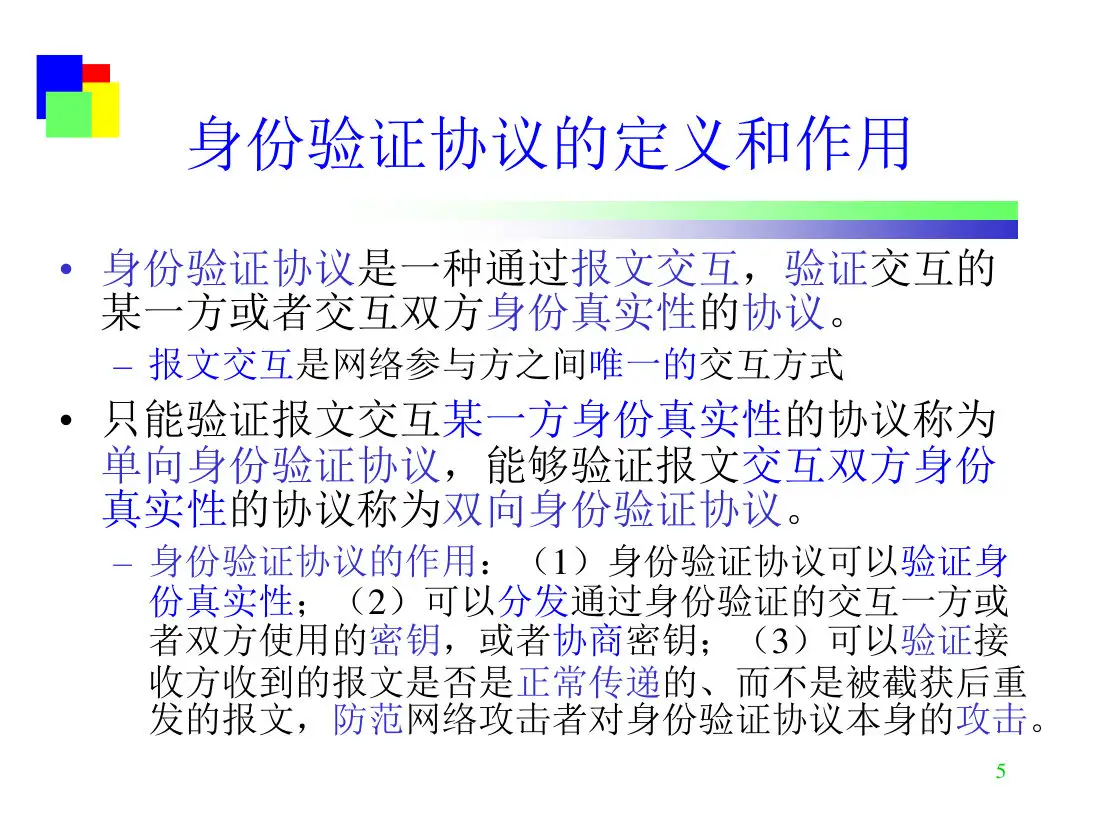 身份验证协议的定义和作用
• 身份验证协议是一种通过报文交互，验证交互的
某一方或者交互双方身份真实性的协议。
– 报文交互是网络参与方之间唯一的交互方式
• 只能验证报文交互某一方身份真实性的协议称为
单向身份验证协议，能够验证报文交互双方身份
真实性的协议称为双向身份验证协议。
– 身份验证协议的作用：（1）身份验证协议可以验证身
份真实性；（2）可以分发通过身份验证的交互一方或
者双方使用的密钥，或者协商密钥；（3）可以验证接
收方收到的报文是否是正常传递的、而不是被截获后重
发的报文，防范网络攻击者对身份验证协议本身的攻击。
5